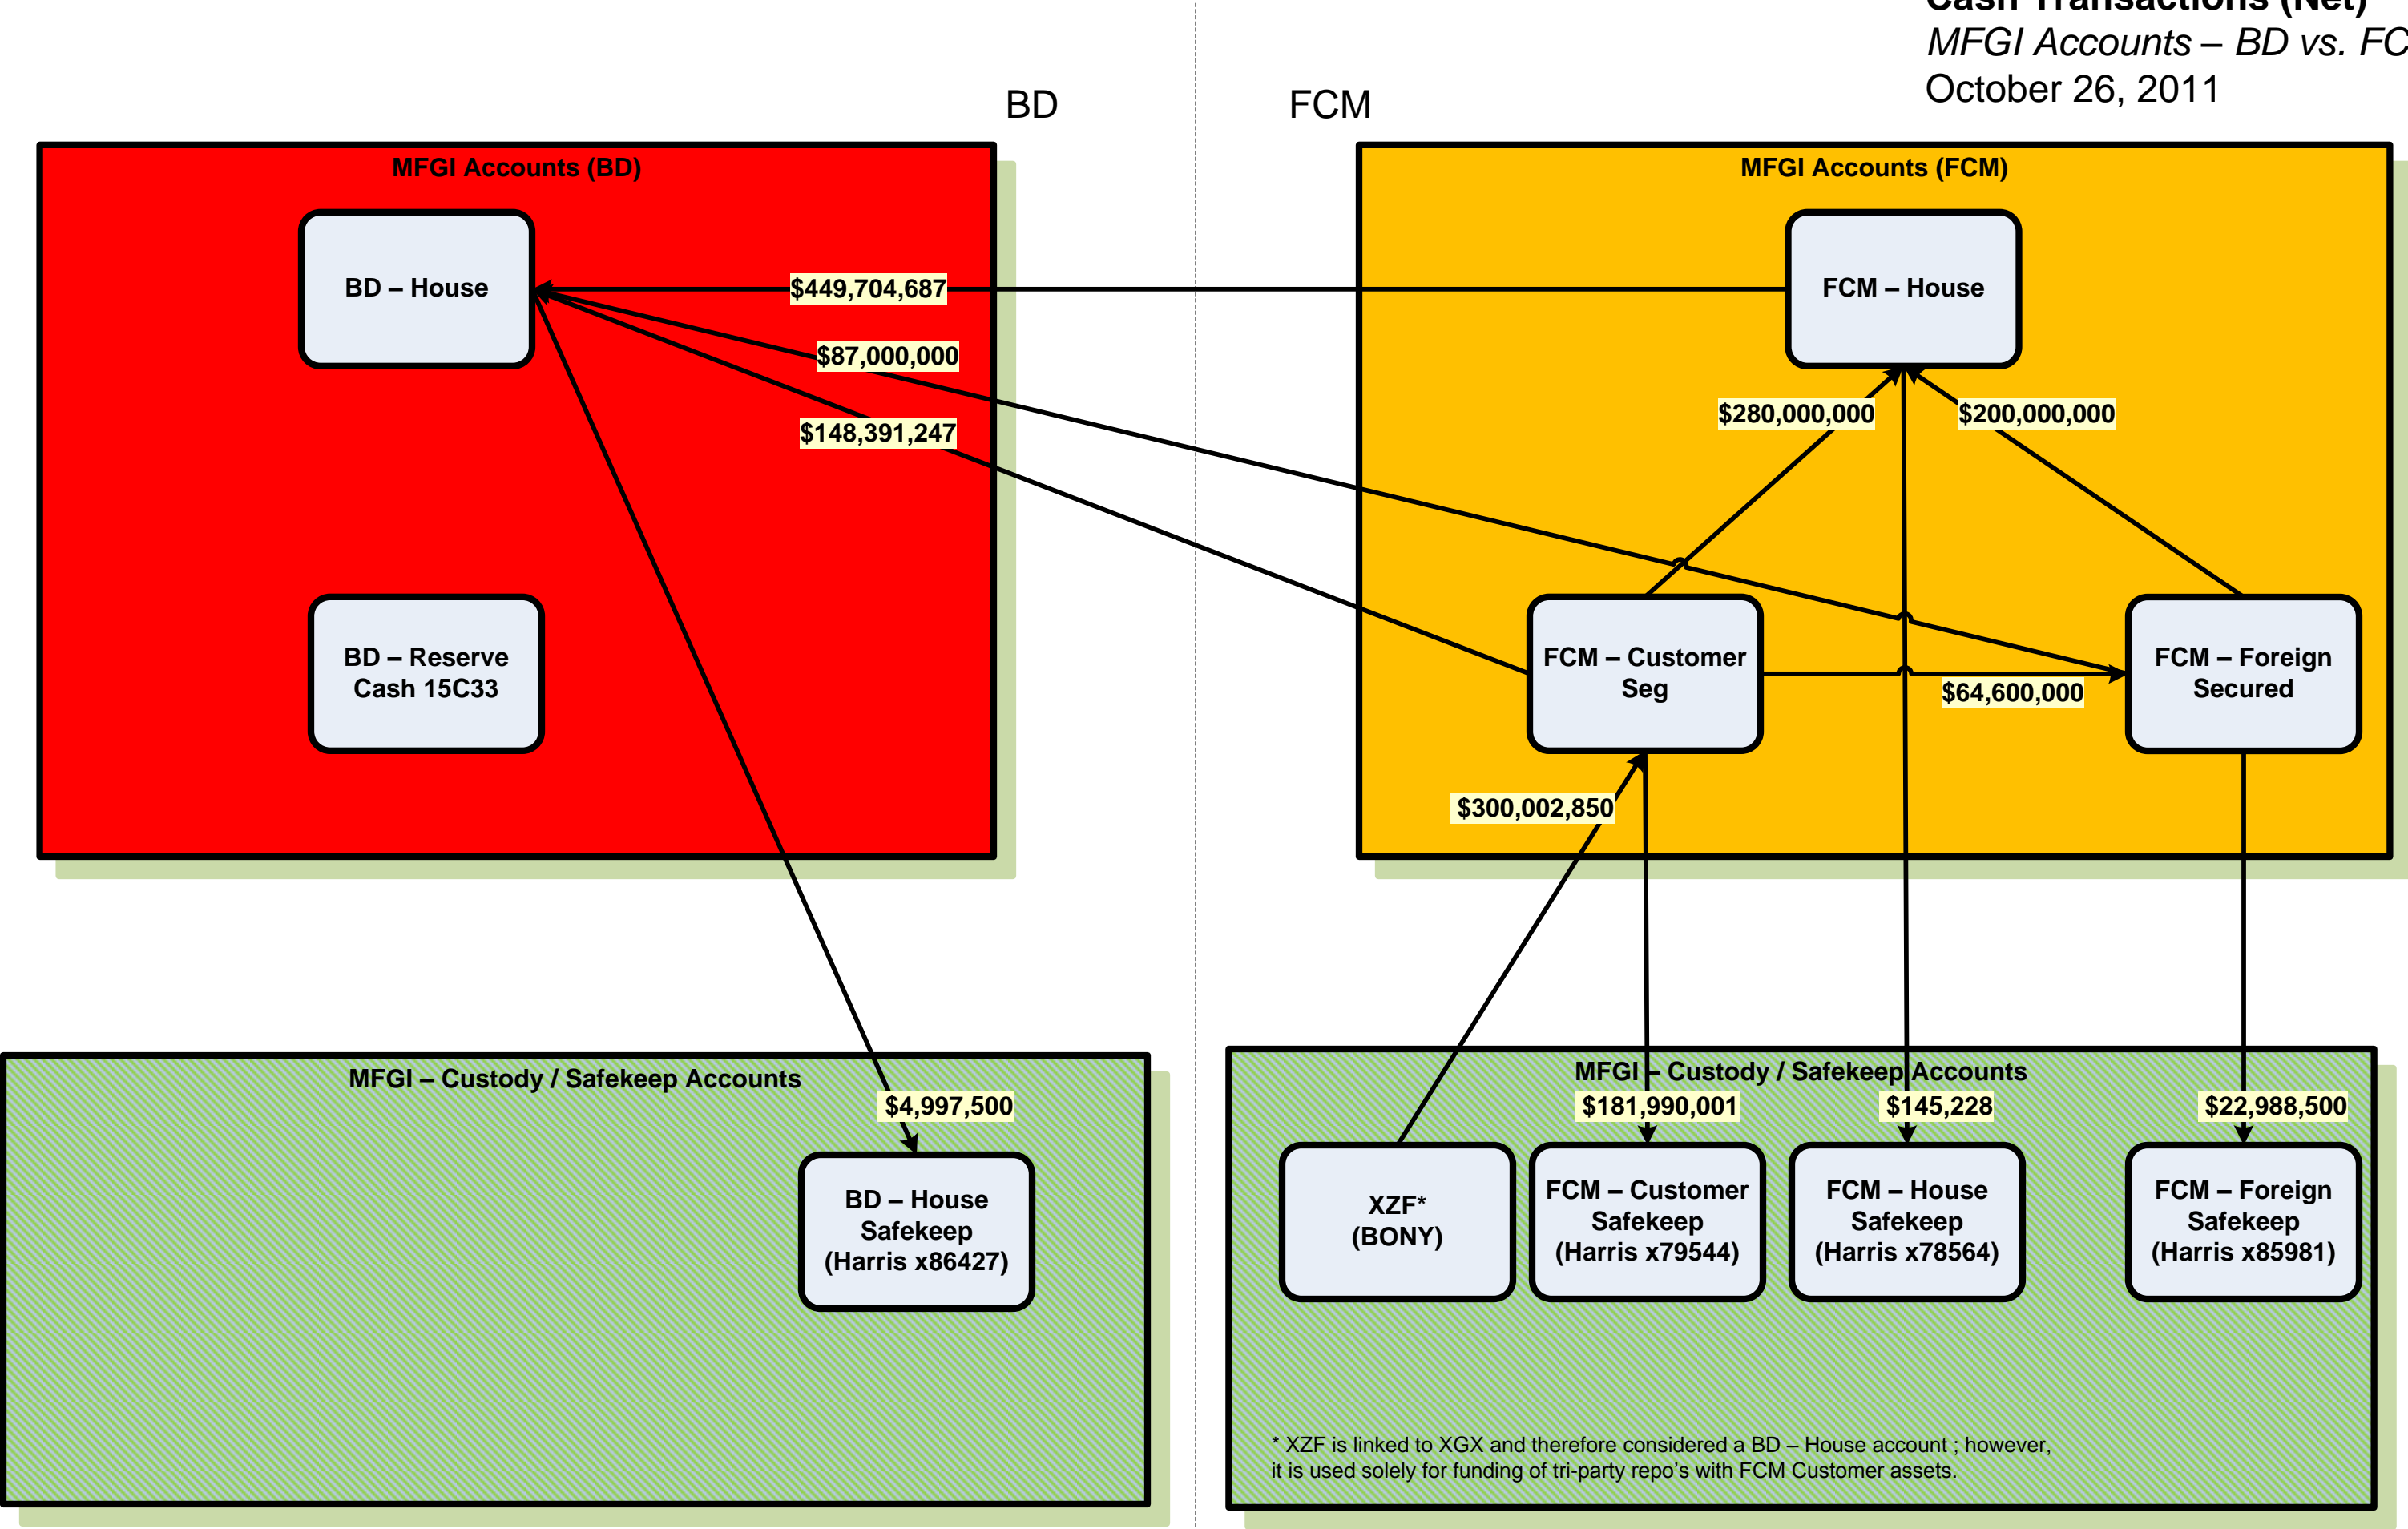 Cash Transactions (Net)
MFGI Accounts – BD vs. FC
October 26, 2011
BD
FCM
MFGI Accounts (BD)
BD – House
$449,704,687
$87,000,000
$148,391,247
BD – Reserve
Cash 15C33
MFGI Accounts (FCM)
FCM – House
$280,000,000
$200,000,000
FCM – Customer
Seg
FCM – Foreign
Secured
$64,600,000
$300,002,850
MFGI – Custody / Safekeep Accounts
$4,997,500
BD – House
Safekeep
(Harris x86427)
MFGI – Custody / Safekeep Accounts
$181,990,001
$145,228
$22,988,500
XZF*
(BONY)
FCM – Customer
Safekeep
(Harris x79544)
FCM – House
Safekeep
(Harris x78564)
FCM – Foreign
Safekeep
(Harris x85981)
* XZF is linked to XGX and therefore considered a BD – House account ; however,
it is used solely for funding of tri-party repo’s with FCM Customer assets.